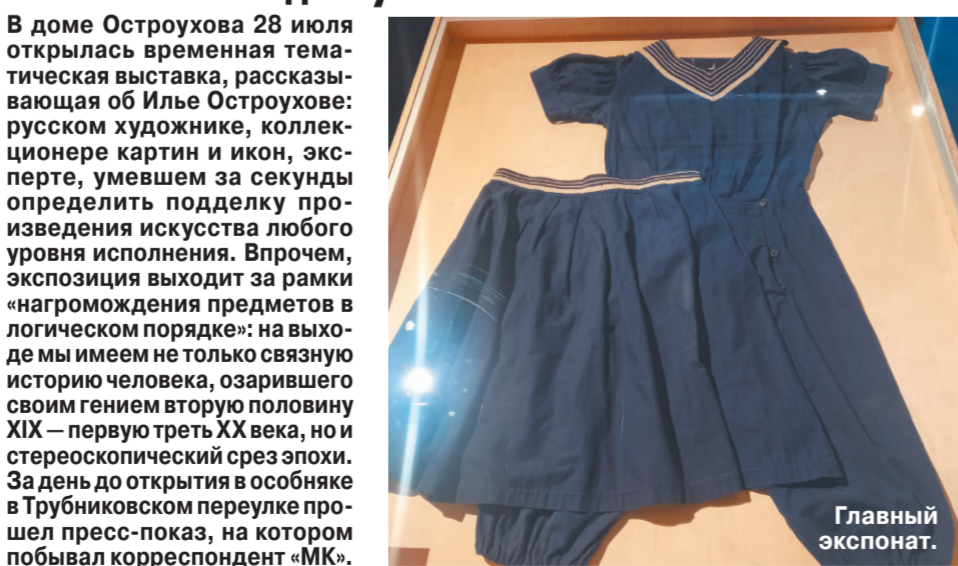 В доме Остроухова 28 июля
открылась временная тема-
тическая выставка, рассказы-
вающая об Илье Остроухове:
русском художнике, коллек-
ционере картин и икон, экс-
перте, умевшем за секунды
определить подделку про-
изведения искусства любого
уровня исполнения. Впрочем,
экспозиция выходит за рамки
«нагромождения предметов в
логическом порядке»: на выхо-
де мы имеем не только связную
историю человека, озарившего
своим гением вторую половину
XIX — первую треть XX века, но и
стереоскопический срез эпохи.
За день до открытия в особняке
в Трубниковском переулке про-
шел пресс-показ, на котором
побывал корреспондент «МК».
Главный
экспонат.